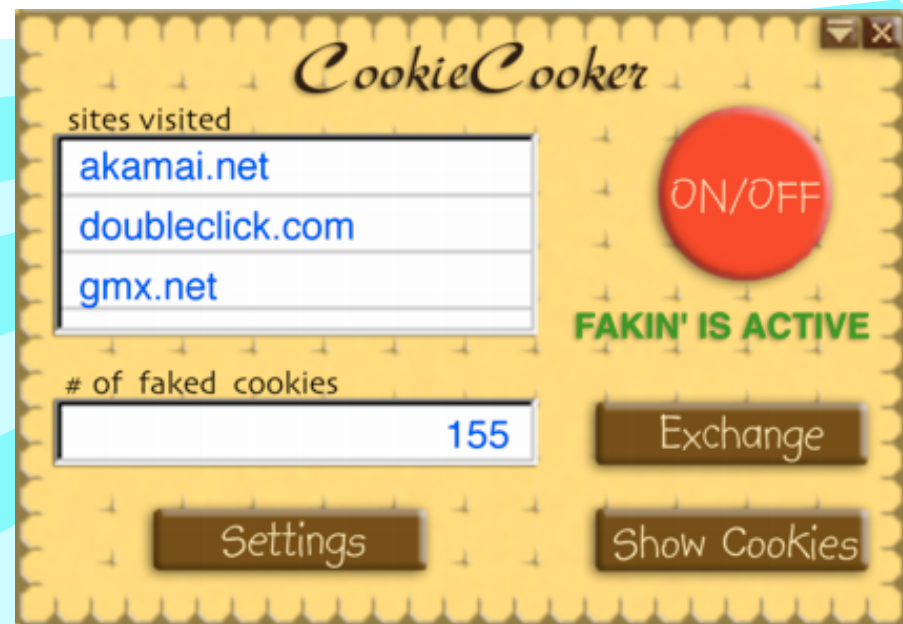 CookieCooker
sites visited
akamai.net
doubleclick.com
gmx.net
ON/OFF
FAKIN' IS ACTIVE
# of faked cookies
155
Exchange
Settings
Show Cookies